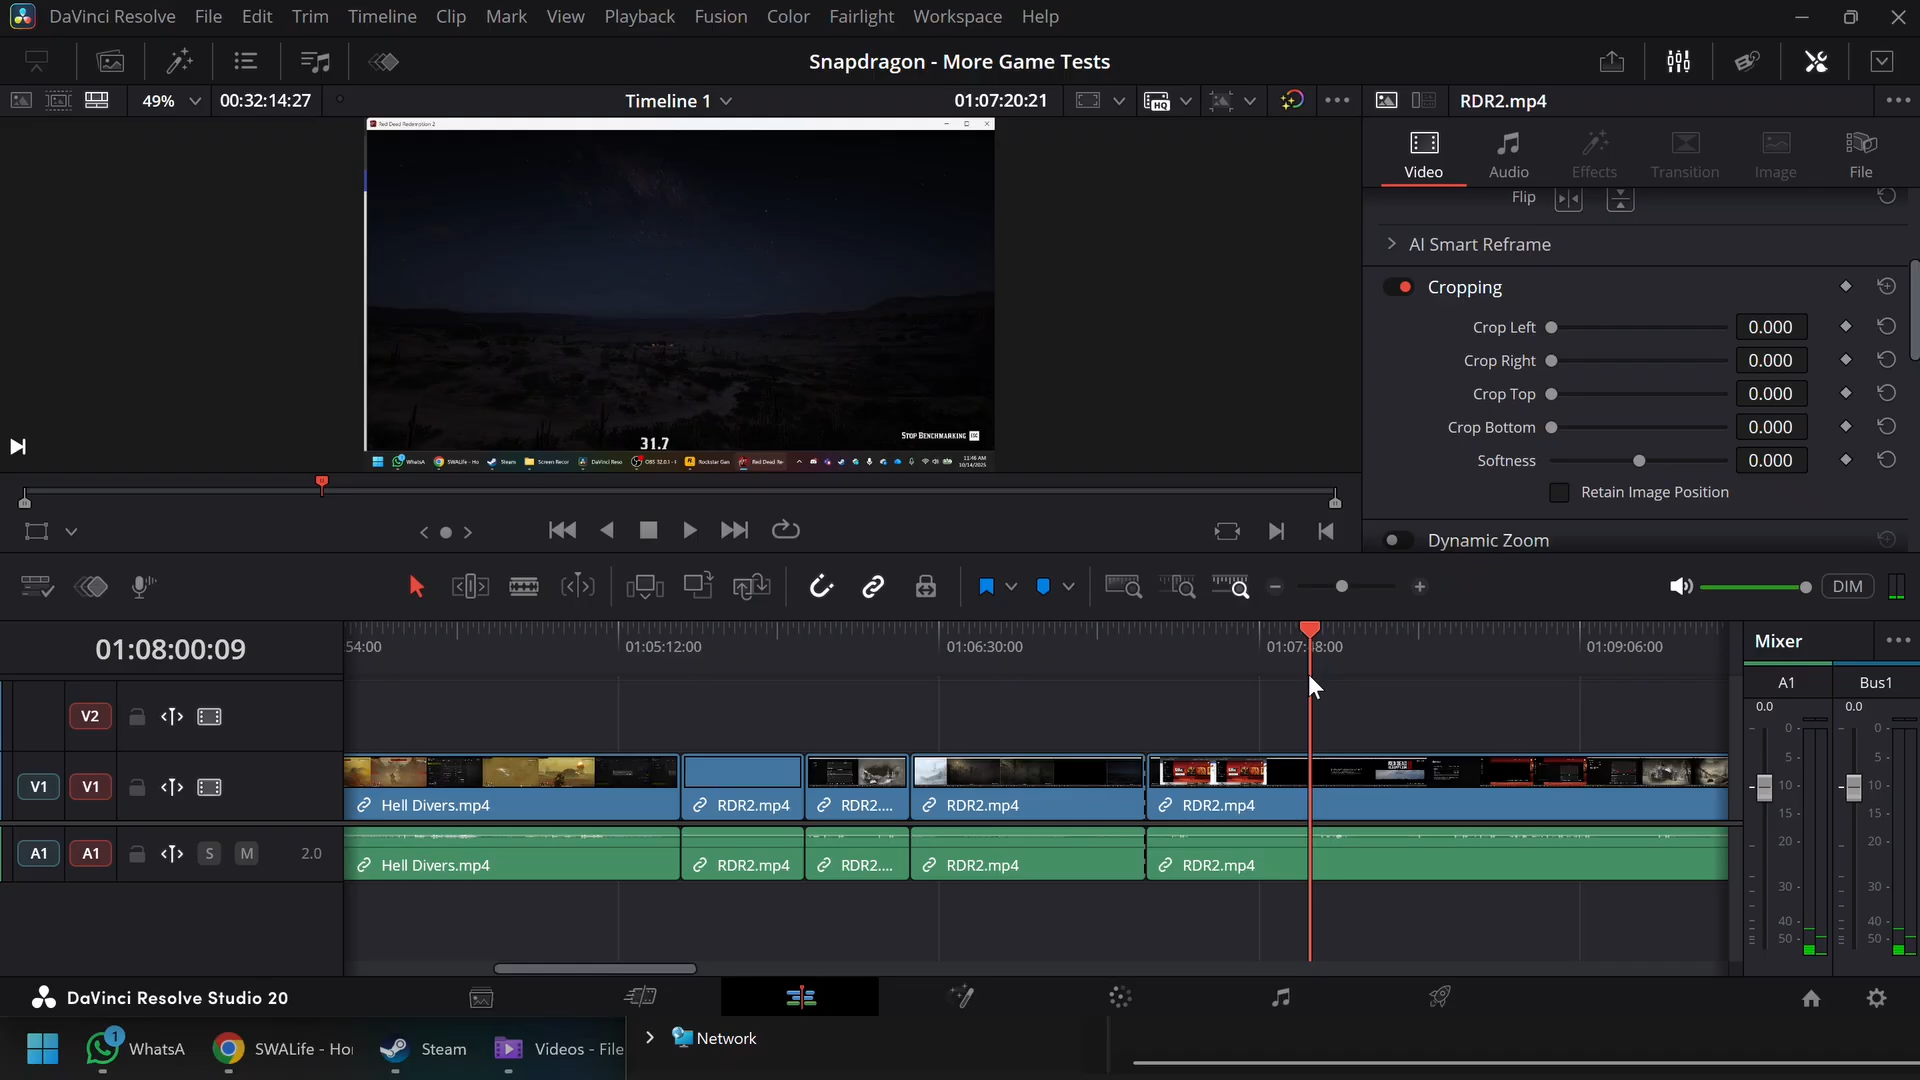 DaVinci Resolve File Edit Trim Timeline Clip Mark View Playback Fusion Color Fairlight Workspace Help
Snapdragon - More Game Tests
49% 00:32:14:27 Timeline 1 01:07:20:21 HQ RDR2.mp4
Red Dead Redemption 2
Video Audio Effects Transition Image File
Flip
AI Smart Reframe
Cropping
Crop Left 0.000
Crop Right 0.000
Crop Top 0.000
Crop Bottom 0.000
Softness 0.000
Retain Image Position
Dynamic Zoom
STOP BENCHMARKING ESC
31.7
WhatsA SWALife - Ho Steam Screen Recor DaVinci Reso OBS 32.0.1 - Rockstar Gan Red Dead Re 11:46 AM
10/14/2025
DIM
01:08:00:09
54:00 01:05:12:00 01:06:30:00 01:07:48:00 01:09:06:00
Mixer
A1 Bus1
0.0 0.0
V2
V1 V1
Hell Divers.mp4 RDR2.mp4 RDR2.... RDR2.mp4 RDR2.mp4
A1 A1 S M 2.0
Hell Divers.mp4 RDR2.mp4 RDR2.... RDR2.mp4 RDR2.mp4
0 0
5 5
10 10
15 15
20 20
30 30
40 40
50 50
DaVinci Resolve Studio 20
1 WhatsA SWALife - Ho Steam Videos - File
Network